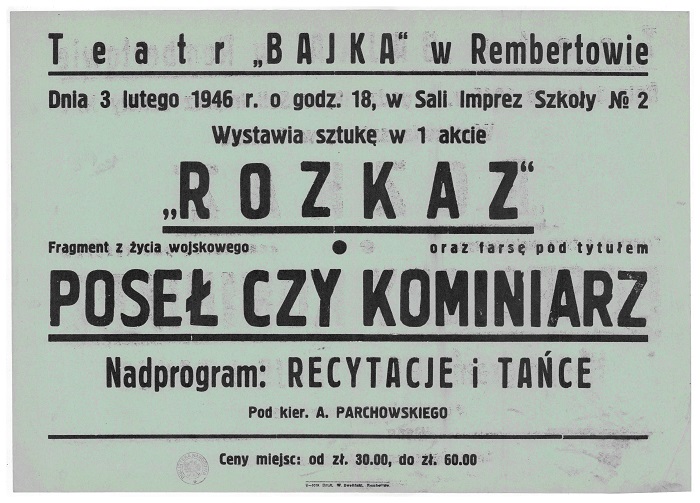 Teatr „BAJKA" w Rembertowie
Dnia 3 lutego 1946 r. o godz. 18, w Sali Imprez Szkoły № 2
Wystawia sztukę w 1 akcie
„ROZKAZ"
Fragment z życia wojskowego ● oraz farsę pod tytułem
POSEŁ CZY KOMINIARZ
Nadprogram: RECYTACJE i TAŃCE
Pod kier. A. PARCHOWSKIEGO
Ceny miejsc: od zł. 30.00, do zł. 60.00